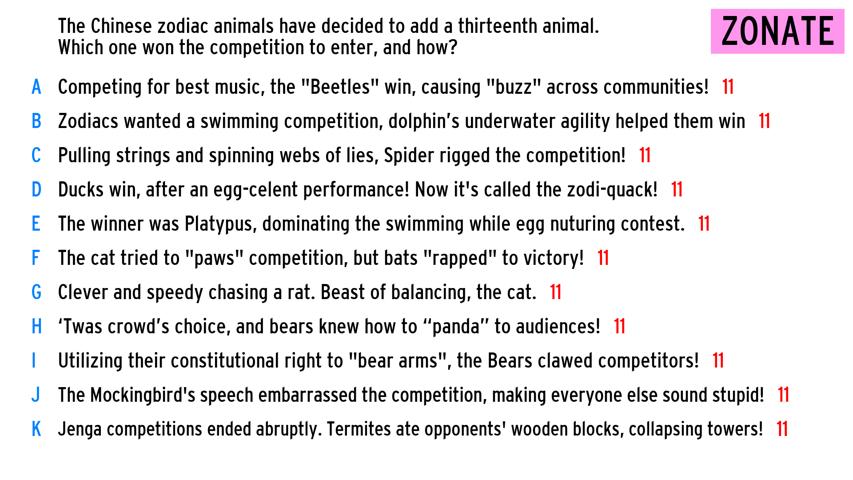 The Chinese zodiac animals have decided to add a thirteenth animal.
Which one won the competition to enter, and how?
ZONATE
A Competing for best music, the "Beetles" win, causing "buzz" across communities! 11
B Zodiacs wanted a swimming competition, dolphin's underwater agility helped them win 11
C Pulling strings and spinning webs of lies, Spider rigged the competition! 11
D Ducks win, after an egg-celent performance! Now it's called the zodi-quack! 11
E The winner was Platypus, dominating the swimming while egg nuturing contest. 11
F The cat tried to "paws" competition, but bats "rapped" to victory! 11
G Clever and speedy chasing a rat. Beast of balancing, the cat. 11
H ‘Twas crowd’s choice, and bears knew how to “panda” to audiences! 11
I Utilizing their constitutional right to "bear arms", the Bears clawed competitors! 11
J The Mockingbird's speech embarrassed the competition, making everyone else sound stupid! 11
K Jenga competitions ended abruptly. Termites ate opponents' wooden blocks, collapsing towers! 11